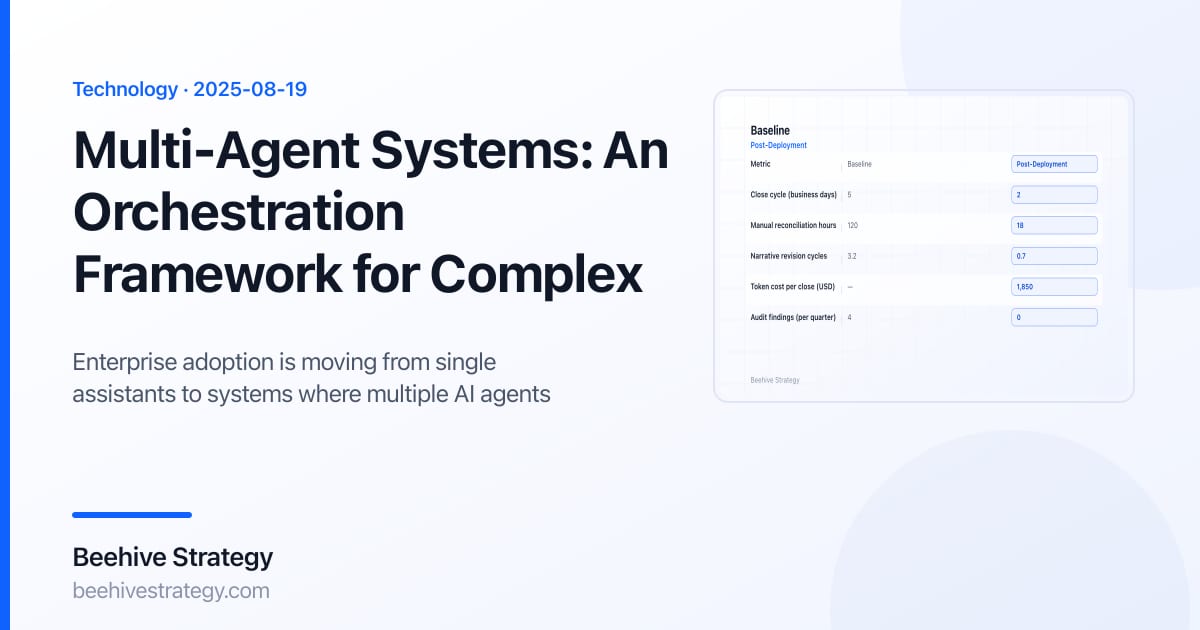 Technology · 2025-08-19
Multi-Agent Systems: An
Orchestration
Framework for Complex
Enterprise adoption is moving from single
assistants to systems where multiple AI agents
Beehive Strategy
beehivestrategy.com
Baseline
Post-Deployment
Metric Baseline Post-Deployment
Close cycle (business days) 5 2
Manual reconciliation hours 120 18
Narrative revision cycles 3.2 0.7
Token cost per close (USD) — 1,850
Audit findings (per quarter) 4 0
Beehive Strategy